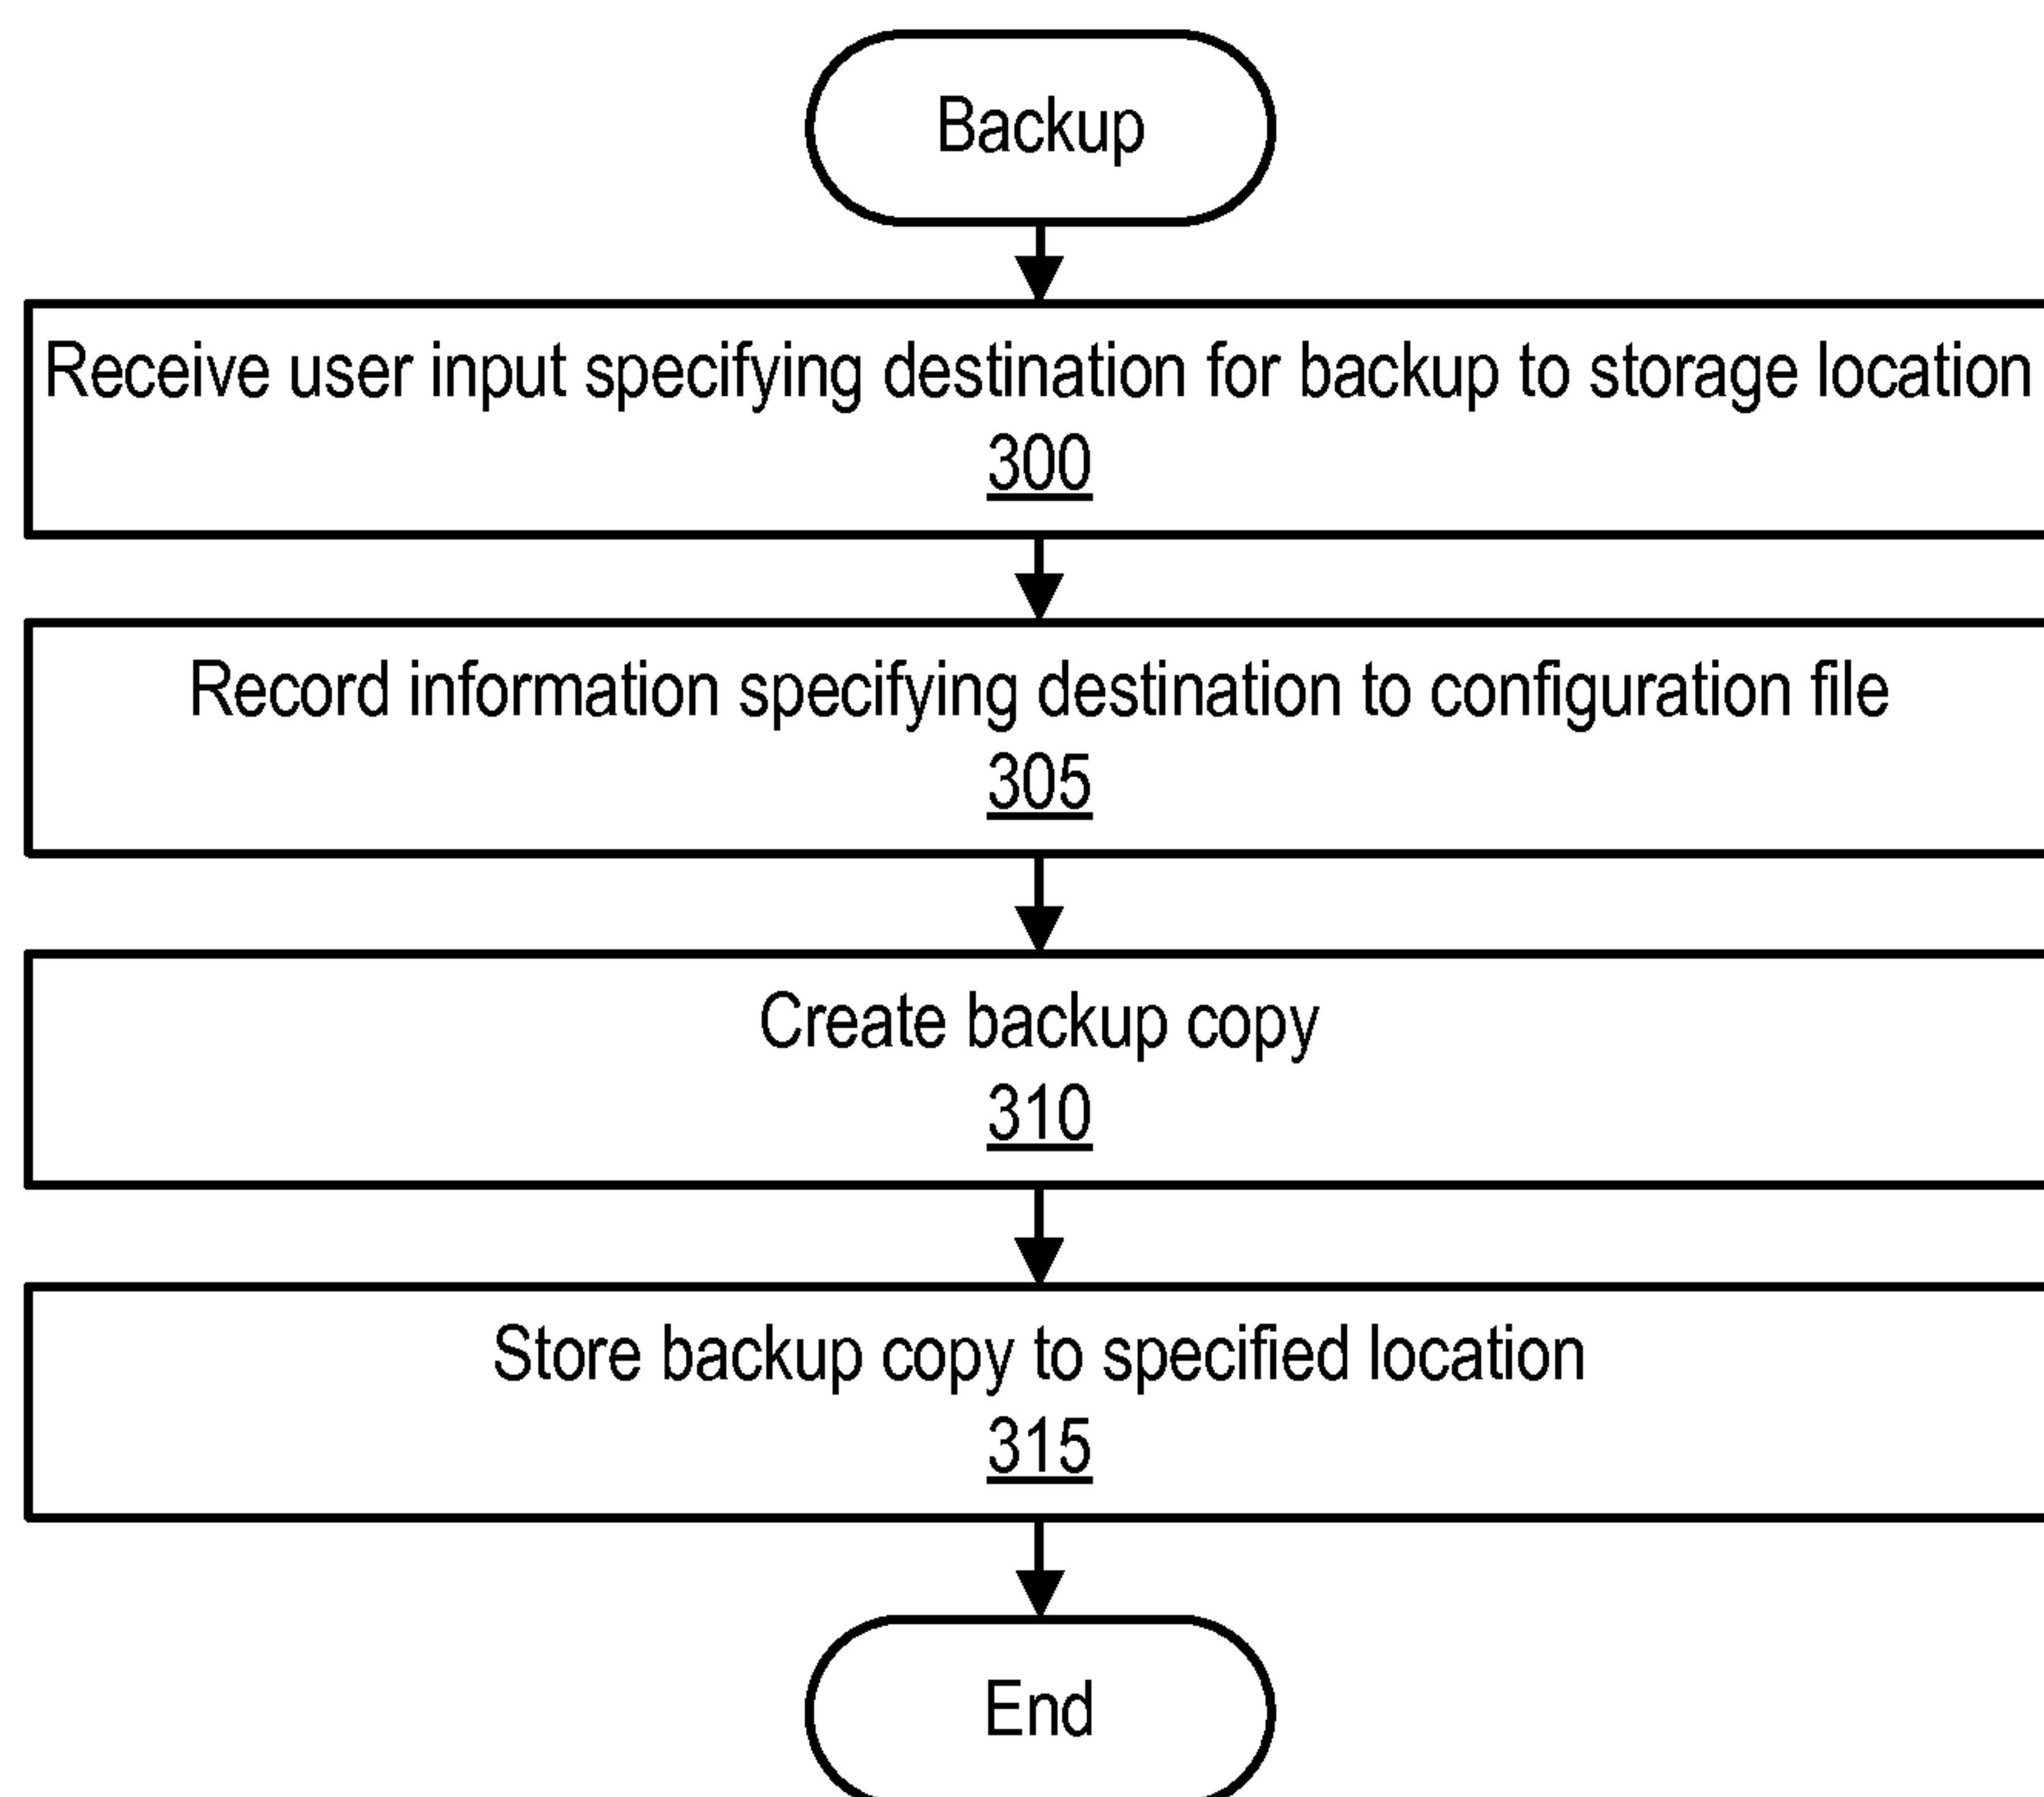 Backup
Receive user input specifying destination for backup to storage location
300
Record information specifying destination to configuration file
305
Create backup copy
310
Store backup copy to specified location
315
End